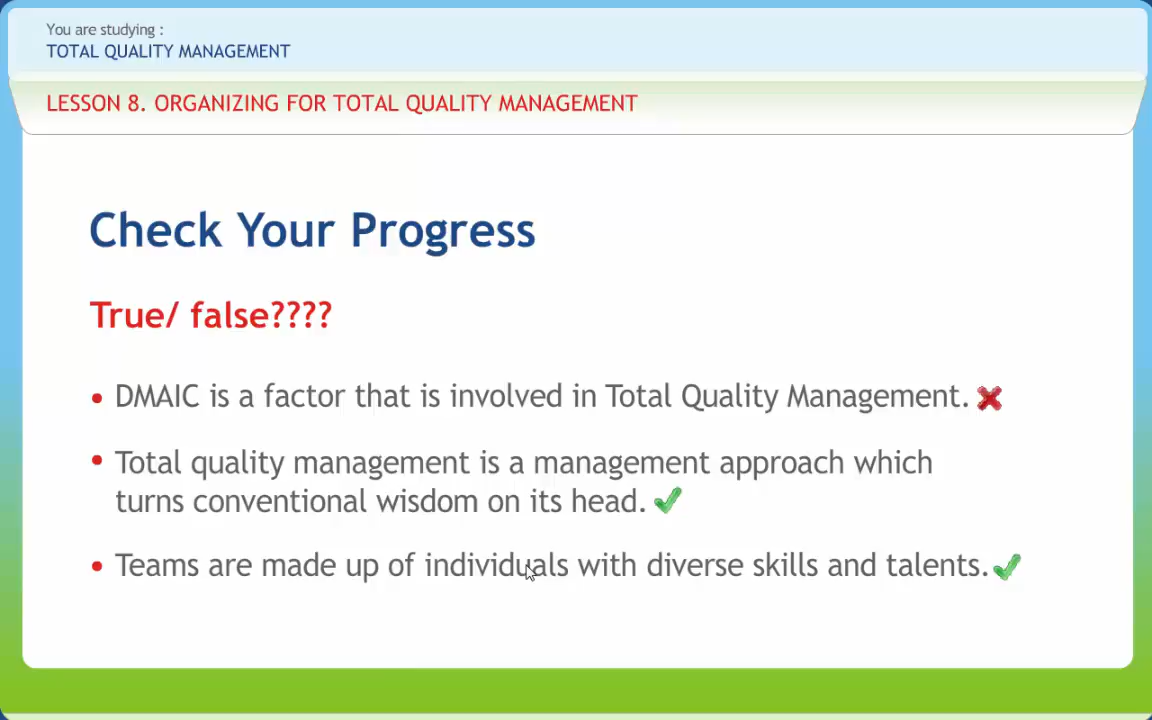 You are studying :
TOTAL QUALITY MANAGEMENT
LESSON 8. ORGANIZING FOR TOTAL QUALITY MANAGEMENT
Check Your Progress
True/ false????
• DMAIC is a factor that is involved in Total Quality Management.
• Total quality management is a management approach which
turns conventional wisdom on its head.
• Teams are made up of individuals with diverse skills and talents.